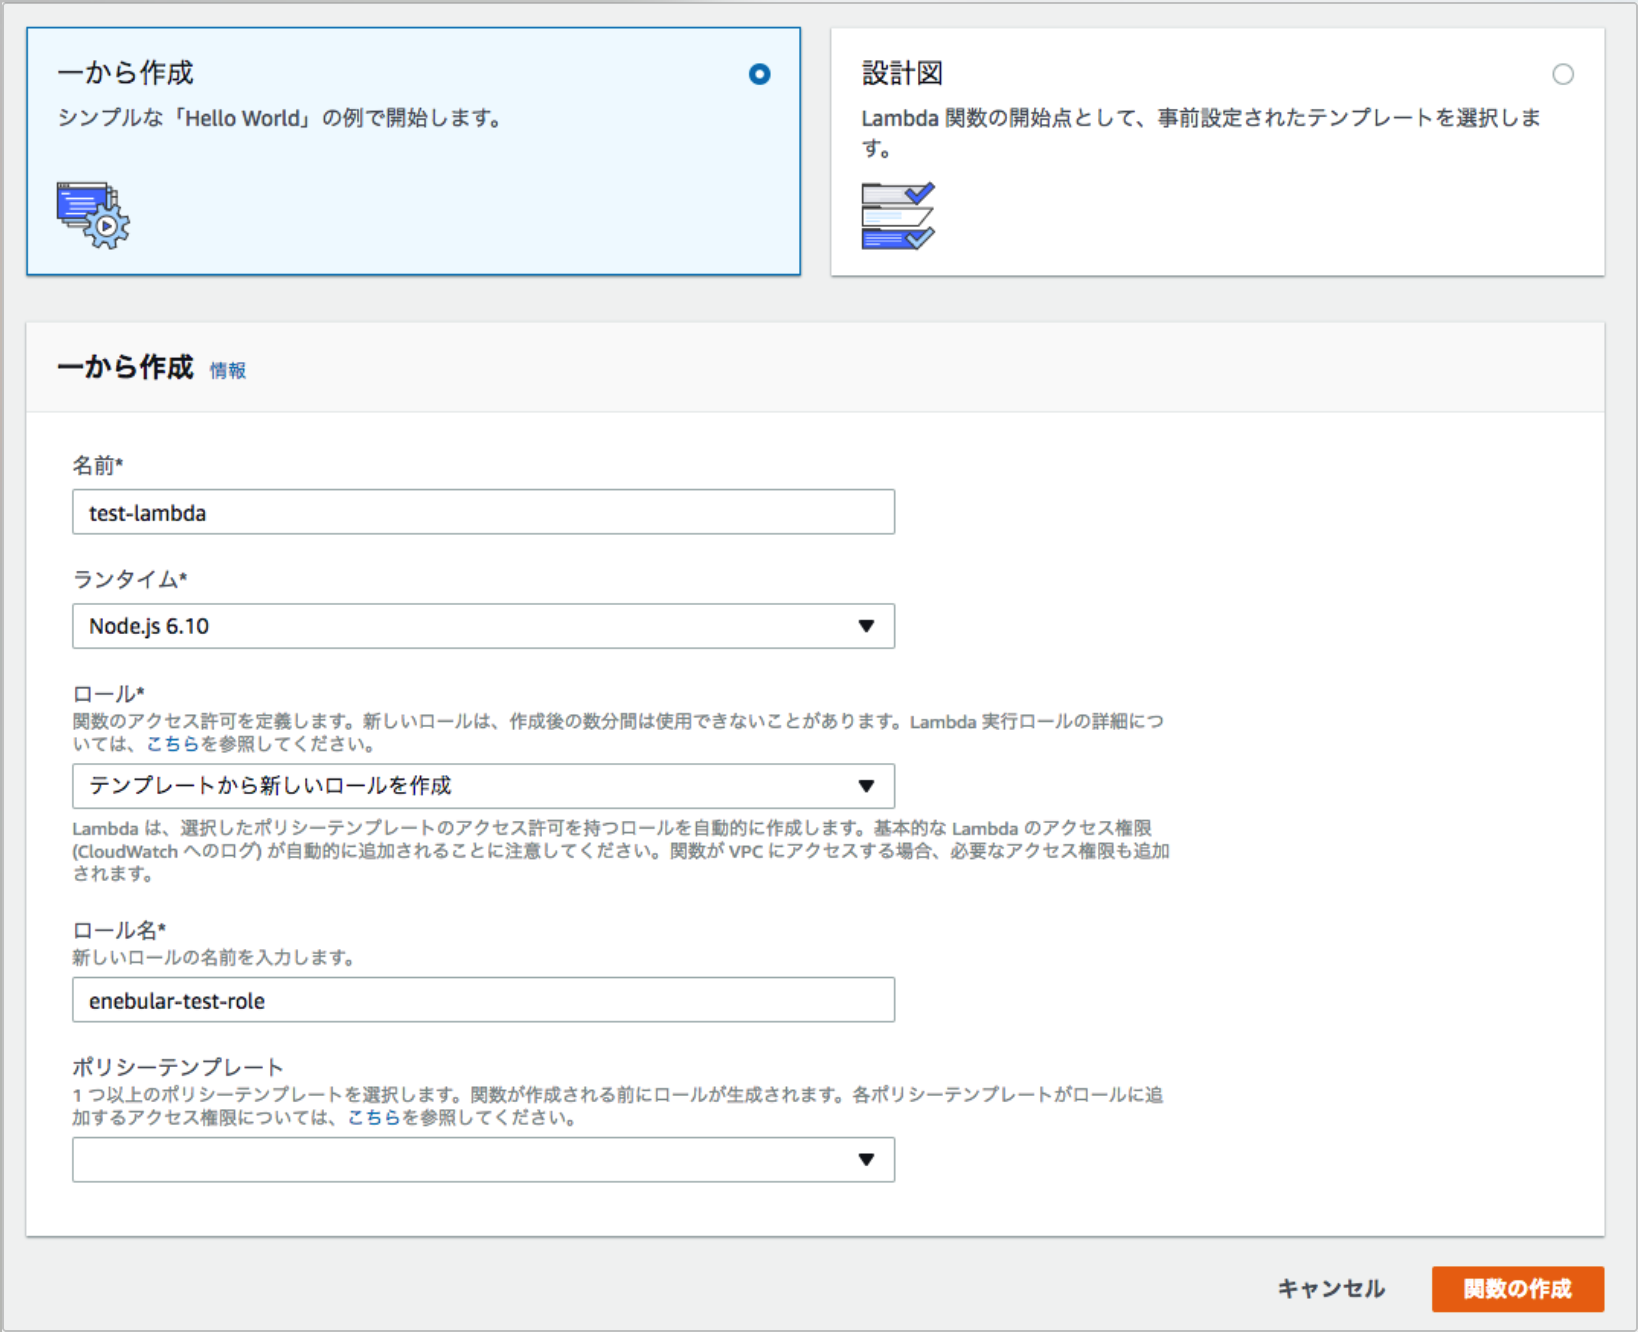 一から作成
シンプルな「Hello World」の例で開始します。
設計図
Lambda 関数の開始点として、事前設定されたテンプレートを選択しま
す。
一から作成 情報
名前*
test-lambda
ランタイム*
Node.js 6.10
ロール*
関数のアクセス許可を定義します。新しいロールは、作成後の数分間は使用できないことがあります。Lambda 実行ロールの詳細につ
いては、こちらを参照してください。
テンプレートから新しいロールを作成
Lambda は、選択したポリシーテンプレートのアクセス許可を持つロールを自動的に作成します。基本的な Lambda のアクセス権限
(CloudWatch へのログ) が自動的に追加されることに注意してください。関数が VPC にアクセスする場合、必要なアクセス権限も追加
されます。
ロール名*
新しいロールの名前を入力します。
enebular-test-role
ポリシーテンプレート
1 つ以上のポリシーテンプレートを選択します。関数が作成される前にロールが生成されます。各ポリシーテンプレートがロールに追
加するアクセス権限については、こちらを参照してください。
キャンセル
関数の作成